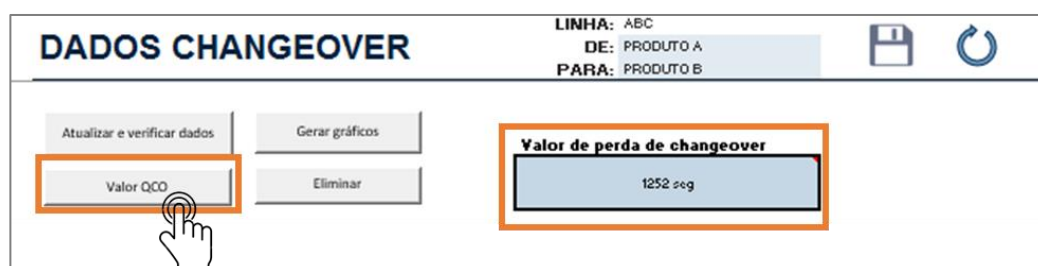 DADOS CHANGEOVER
LINHA: ABC
DE: PRODUTO A
PARA: PRODUTO B
Atualizar e verificar dados
Gerar gráficos
Valor QCO
Eliminar
Valor de perda de changeover
1252 seg